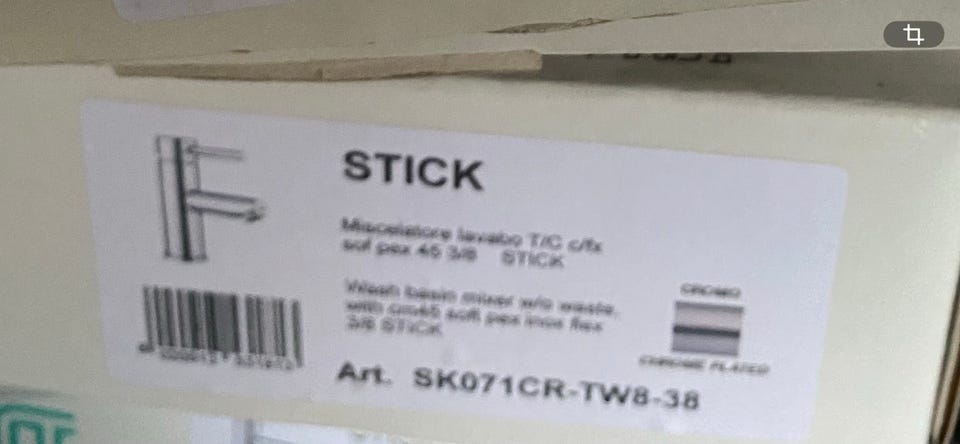 STICK
Miscelatore lavabo T/C c/fx
sof pex 45 3/8 STICK
Wash basin mixer w/o waste,
with cm45 soft pex inox flex
3/8 STICK
CROMO
CHROME PLATED
Art. SK071CR-TW8-38